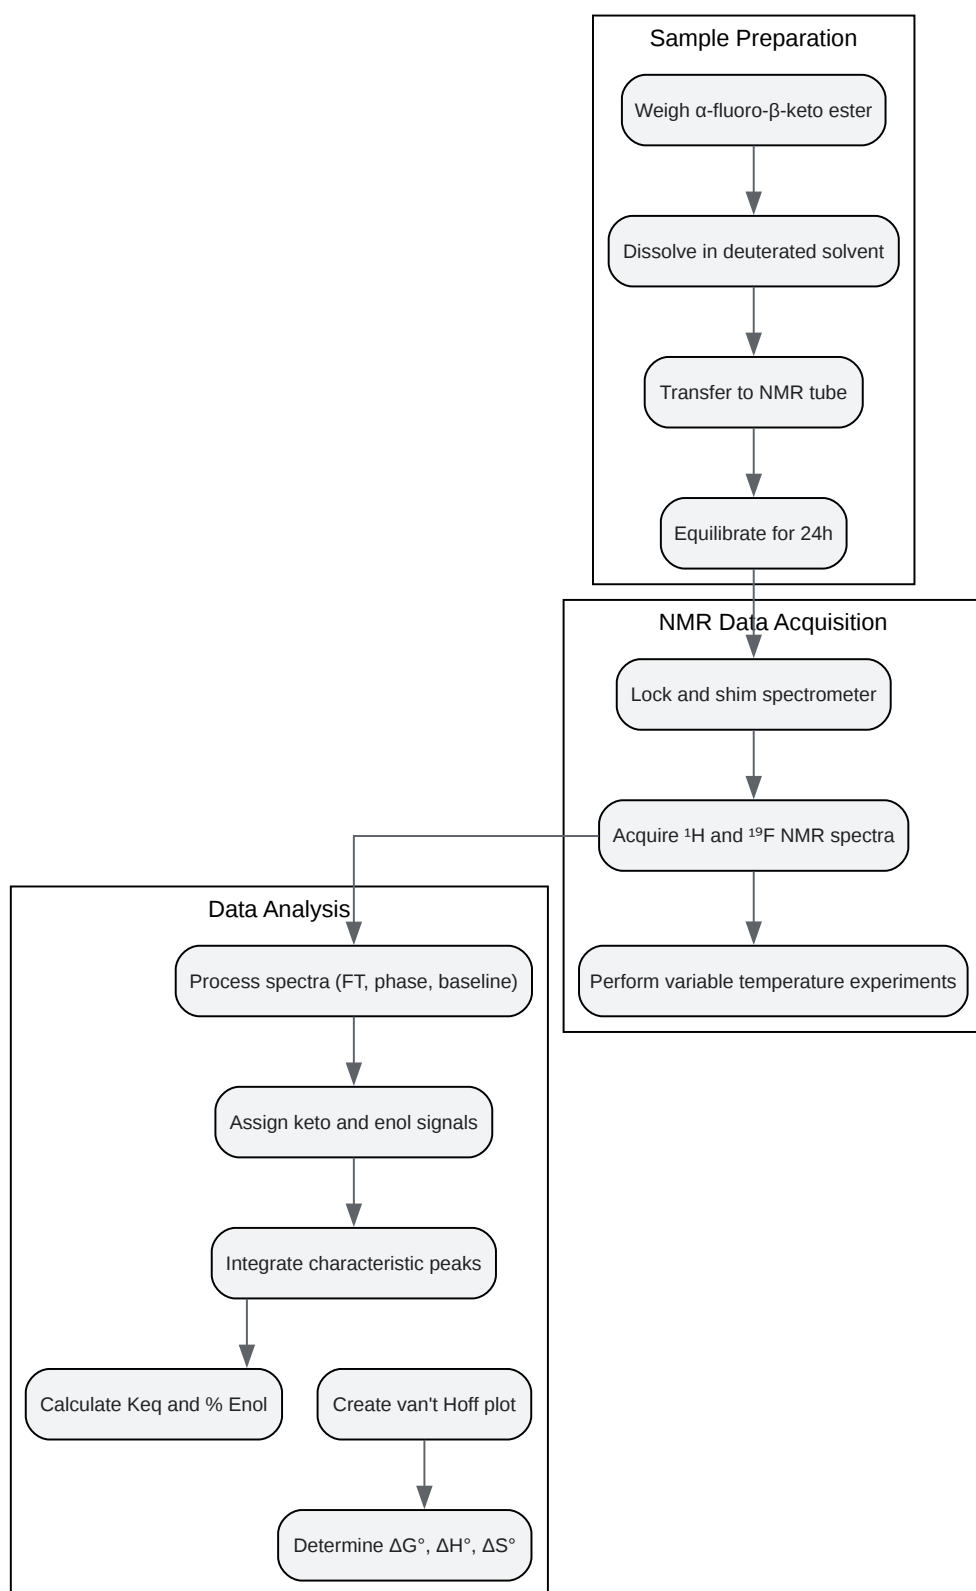 Sample Preparation
Weigh α-fluoro-β-keto ester
Dissolve in deuterated solvent
Transfer to NMR tube
Equilibrate for 24h
NMR Data Acquisition
Lock and shim spectrometer
Acquire ¹H and ¹⁹F NMR spectra
Perform variable temperature experiments
Data Analysis
Process spectra (FT, phase, baseline)
Assign keto and enol signals
Integrate characteristic peaks
Calculate Keq and % Enol
Create van't Hoff plot
Determine ΔG°, ΔH°, ΔS°